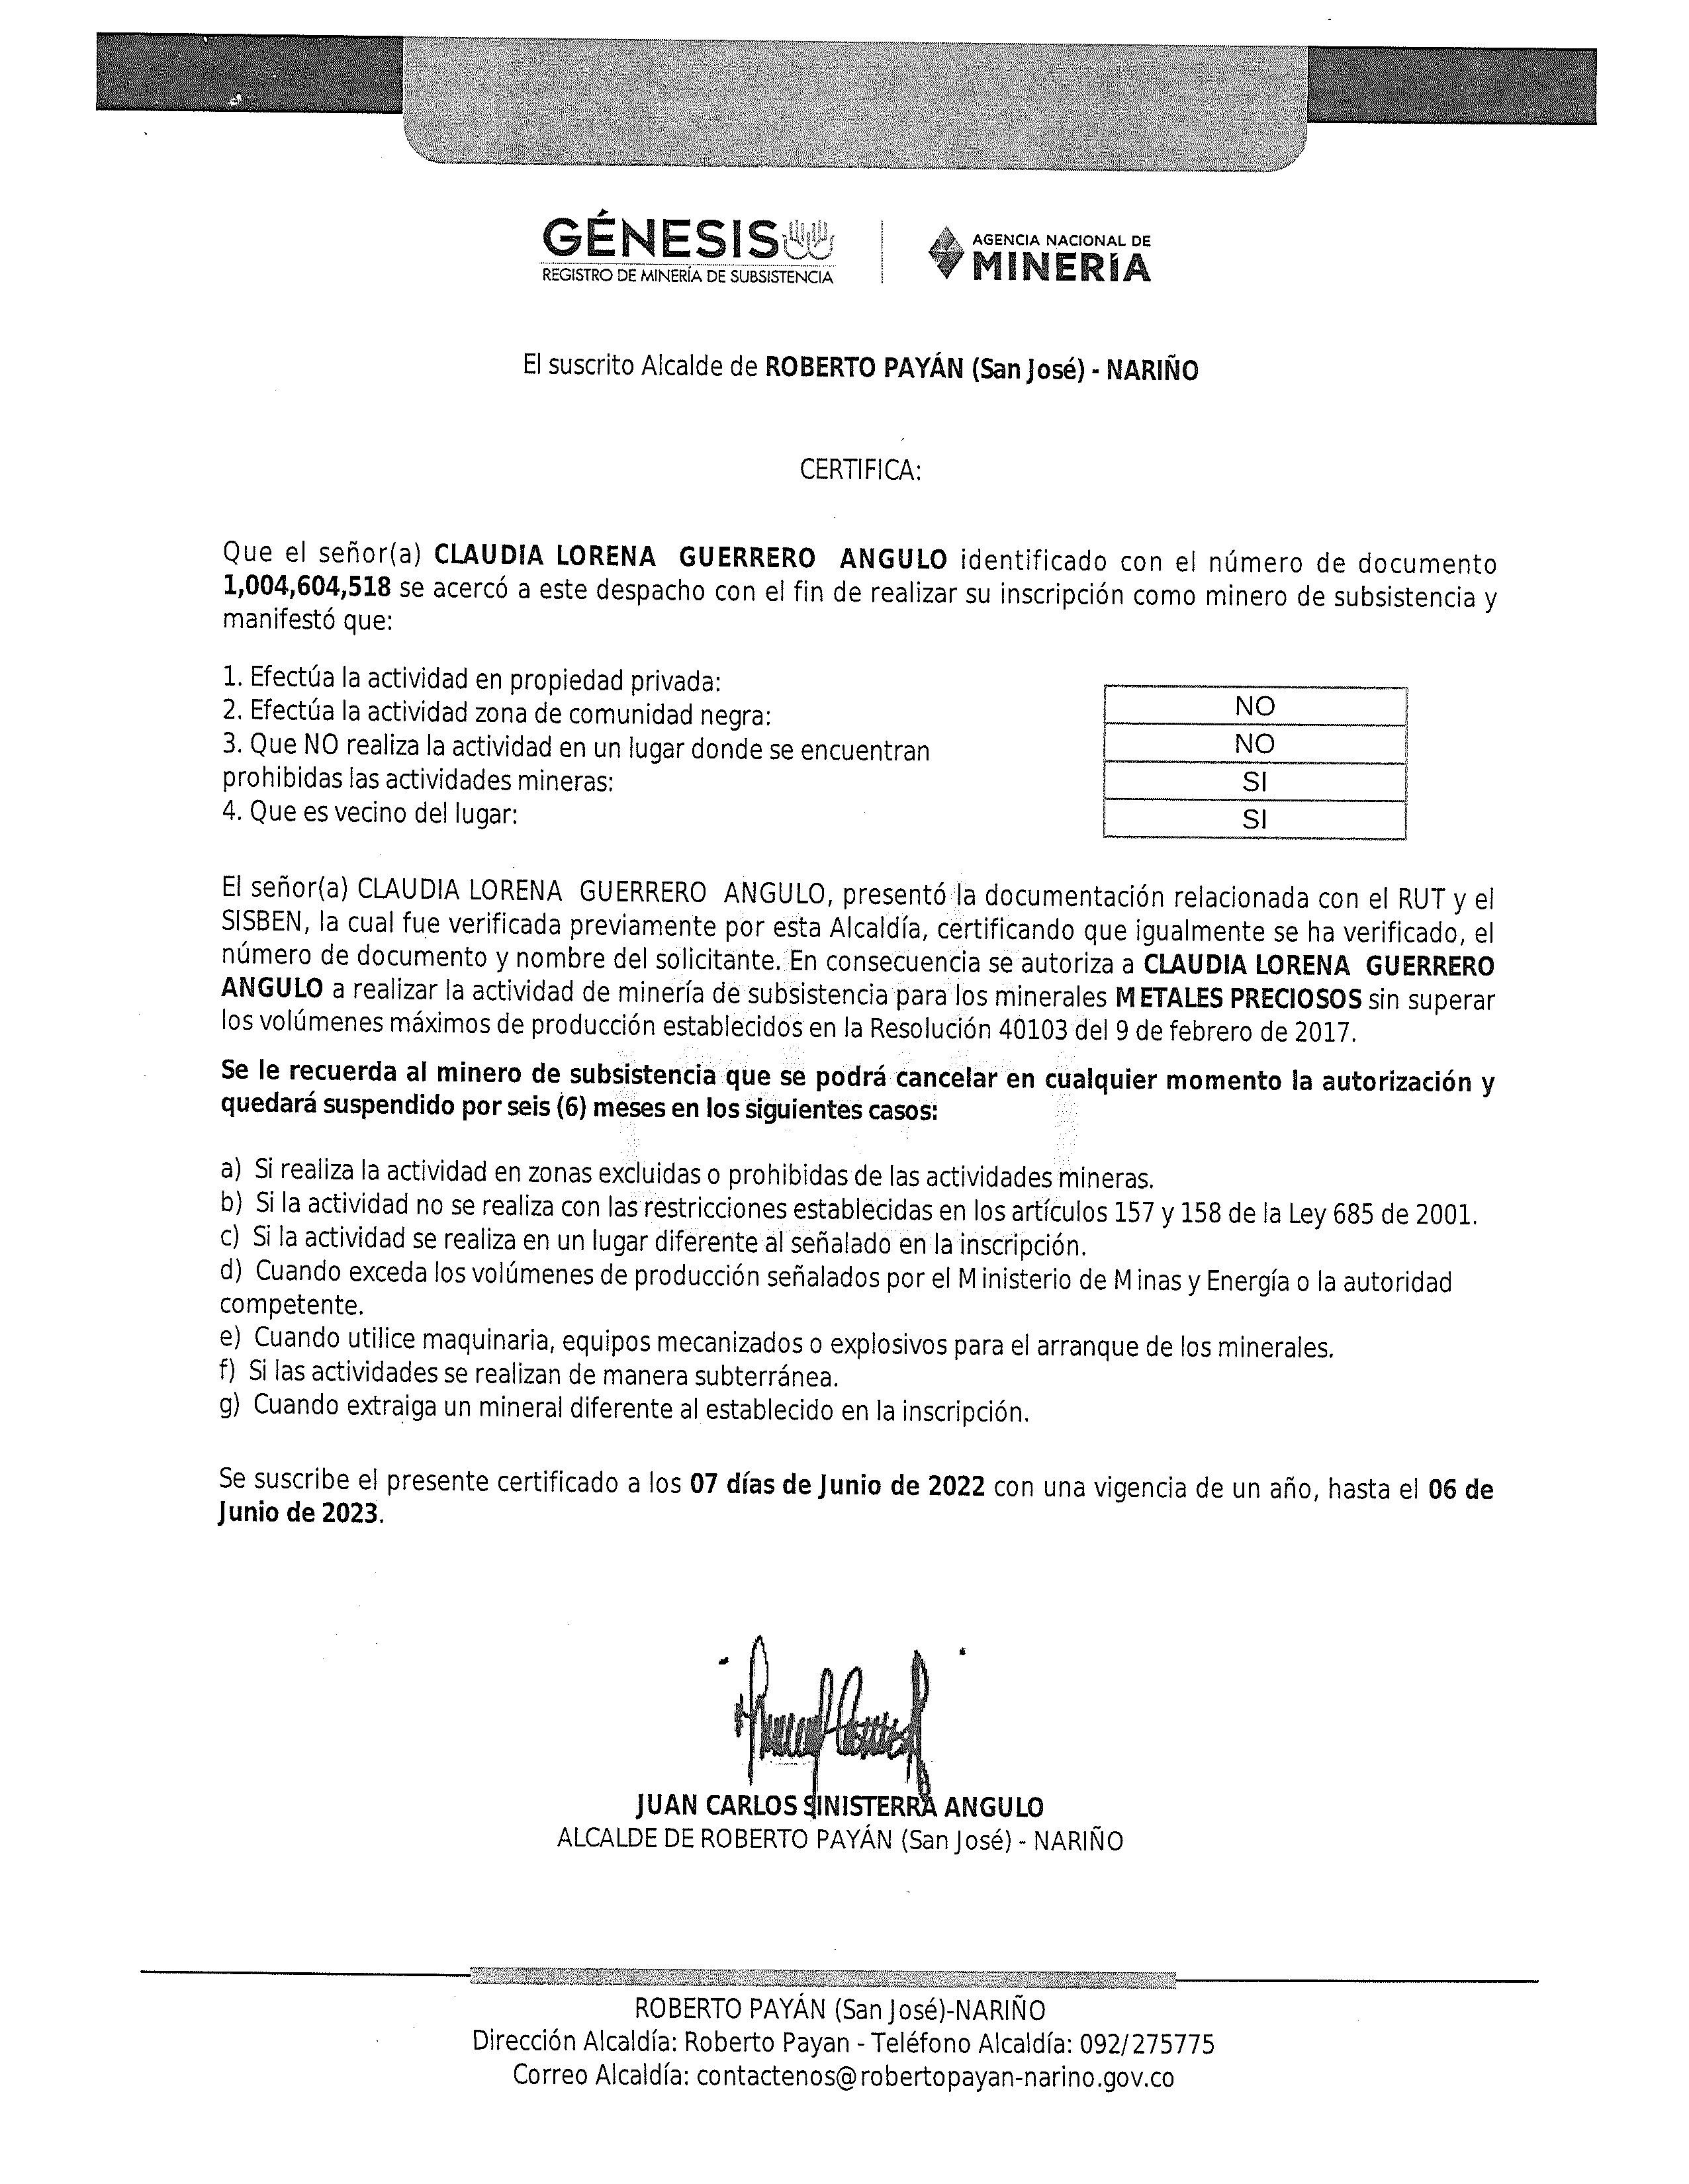 GÉNESIS
REGISTRO DE MINERÍA DE SUBSISTENCIA
AGENCIA NACIONAL DE
MINERÍA
El suscrito Alcalde de ROBERTO PAYÁN (San José) - NARIÑO
CERTIFICA:
Que el señor(a) CLAUDIA LORENA GUERRERO ANGULO identificado con el número de documento
1,004,604,518 se acercó a este despacho con el fin de realizar su inscripción como minero de subsistencia y
manifestó que:
1. Efectúa la actividad en propiedad privada:
NO
2. Efectúa la actividad zona de comunidad negra:
NO
3. Que NO realiza la actividad en un lugar donde se encuentran
prohibidas las actividades mineras:
SI
4. Que es vecino del lugar:
SI
El señor(a) CLAUDIA LORENA GUERRERO ANGULO, presentó la documentación relacionada con el RUT y el
SISBEN, la cual fue verificada previamente por esta Alcaldía, certificando que igualmente se ha verificado, el
número de documento y nombre del solicitante. En consecuencia se autoriza a CLAUDIA LORENA GUERRERO
ANGULO a realizar la actividad de minería de subsistencia para los minerales METALES PRECIOSOS sin superar
los volúmenes máximos de producción establecidos en la Resolución 40103 del 9 de febrero de 2017.
Se le recuerda al minero de subsistencia que se podrá cancelar en cualquier momento la autorización y
quedará suspendido por seis (6) meses en los siguientes casos:
a) Si realiza la actividad en zonas excluidas o prohibidas de las actividades mineras.
b) Si la actividad no se realiza con las restricciones establecidas en los artículos 157 y 158 de la Ley 685 de 2001.
c) Si la actividad se realiza en un lugar diferente al señalado en la inscripción.
d) Cuando exceda los volúmenes de producción señalados por el Ministerio de Minas y Energía o la autoridad
competente.
e) Cuando utilice maquinaria, equipos mecanizados o explosivos para el arranque de los minerales.
f) Si las actividades se realizan de manera subterránea.
g) Cuando extraiga un mineral diferente al establecido en la inscripción.
Se suscribe el presente certificado a los 07 días de Junio de 2022 con una vigencia de un año, hasta el 06 de
Junio de 2023.
JUAN CARLOS SINISTERRA ANGULO
ALCALDE DE ROBERTO PAYÁN (San José) - NARIÑO
ROBERTO PAYÁN (San José)-NARIÑO
Dirección Alcaldía: Roberto Payan - Teléfono Alcaldía: 092/275775
Correo Alcaldía: contactenos@robertopayan-narino.gov.co